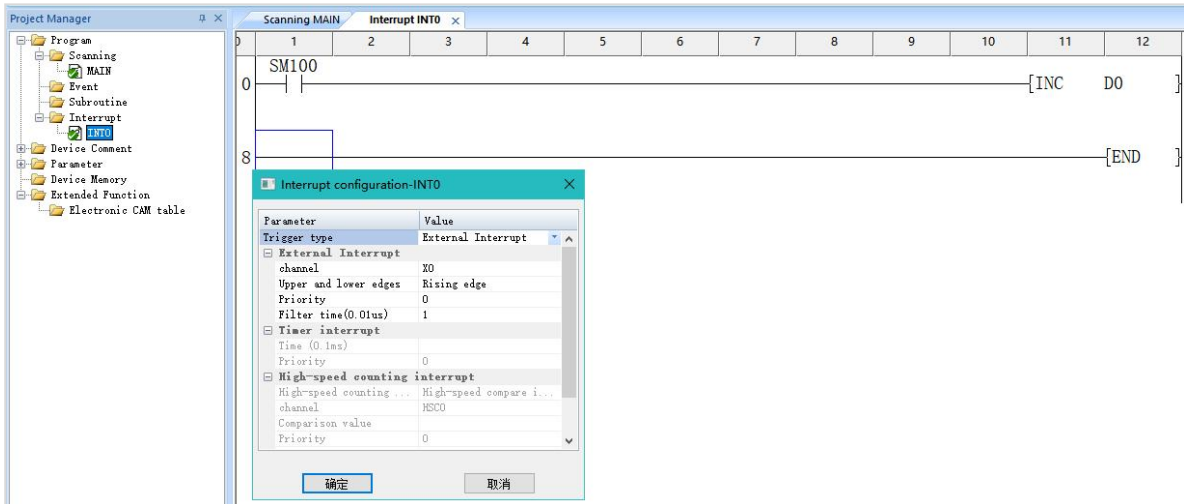 Project Manager
Program
Scanning
MAIN
Event
Subroutine
Interrupt
INT0
Device Comment
Parameter
Device Memory
Extended Function
Electronic CAM table
Scanning MAIN Interrupt INT0
1 2 3 4 5 6 7 8 9 10 11 12
SM100
0 [INC D0 ]
8 [END ]
Interrupt configuration-INT0
Parameter Value
Trigger type External Interrupt
External Interrupt
channel X0
Upper and lower edges Rising edge
Priority 0
Filter time(0.01us) 1
Timer interrupt
Time (0.1ms)
Priority 0
High-speed counting interrupt
High-speed counting ... High-speed compare i...
channel HSC0
Comparison value
Priority 0
确定 取消